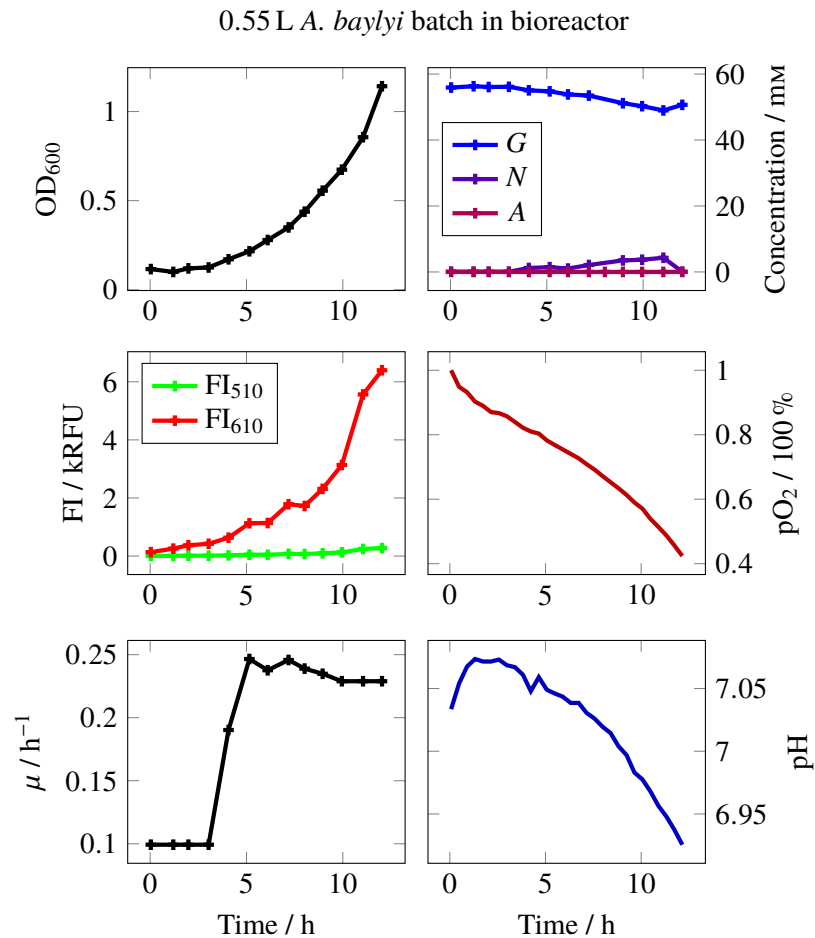 0.55 L A. baylyi batch in bioreactor
OD₆₀₀
1
0.5
0
0 5 10
G
N
A
60
40
20
0
Concentration / mM
0 5 10
FI / kRFU
6
4
2
0
FI₅₁₀
FI₆₁₀
0 5 10
1
0.8
0.6
0.4
pO₂ / 100 %
0 5 10
μ / h⁻¹
0.25
0.2
0.15
0.1
0 5 10
Time / h
7.05
7
6.95
pH
0 5 10
Time / h